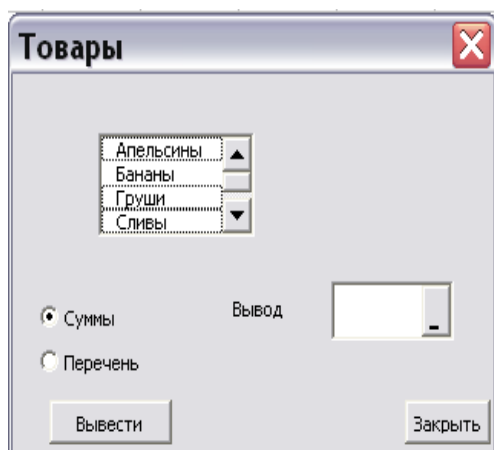 Товары
Апельсины
Бананы
Груши
Сливы
Суммы
Вывод
Перечень
Вывести
Закрыть